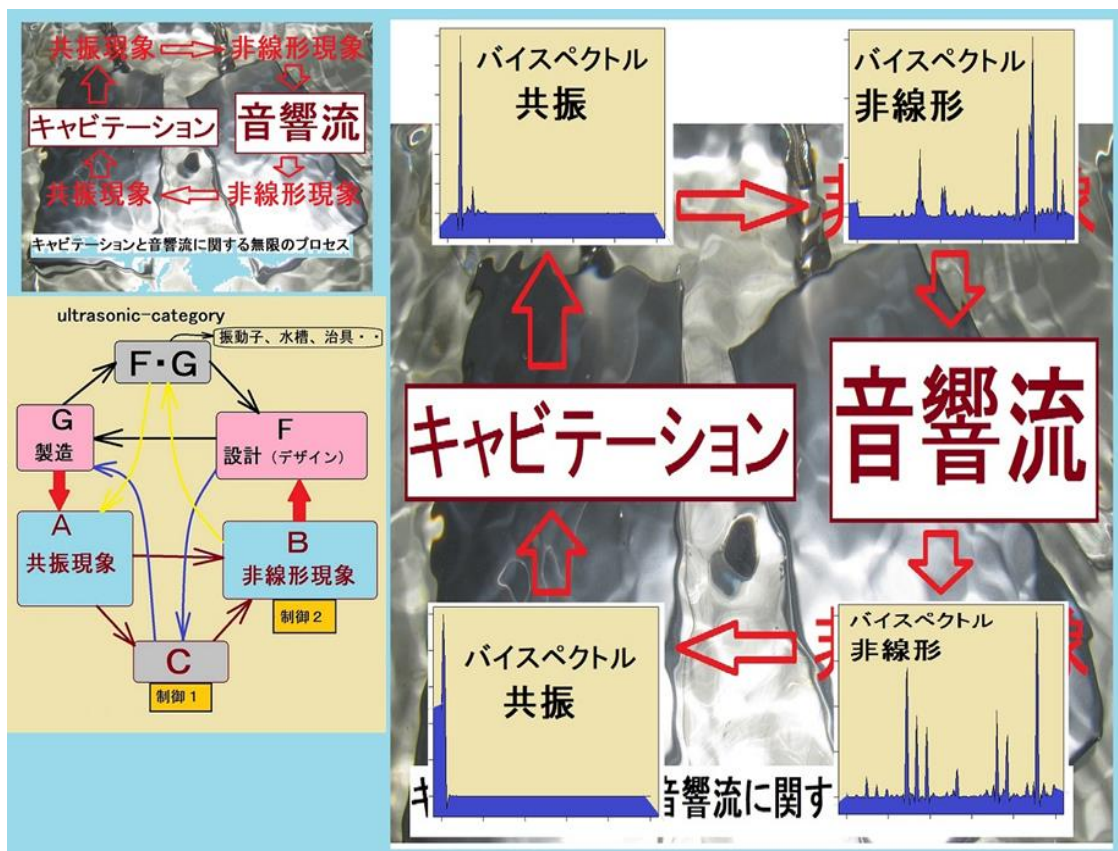 共振現象
非線形現象
キャビテーション
音響流
共振現象
非線形現象
キャビテーションと音響流に関する無限のプロセス
ultrasonic-category
振動子、水槽、治具・・
F・G
G
製造
F
設計（デザイン）
A
共振現象
B
非線形現象
制御2
C
制御1
バイスペクトル
共振
バイスペクトル
非線形
非
象
キャビテーション
音響流
バイスペクトル
共振
バイスペクトル
非線形
象
音響流に関す